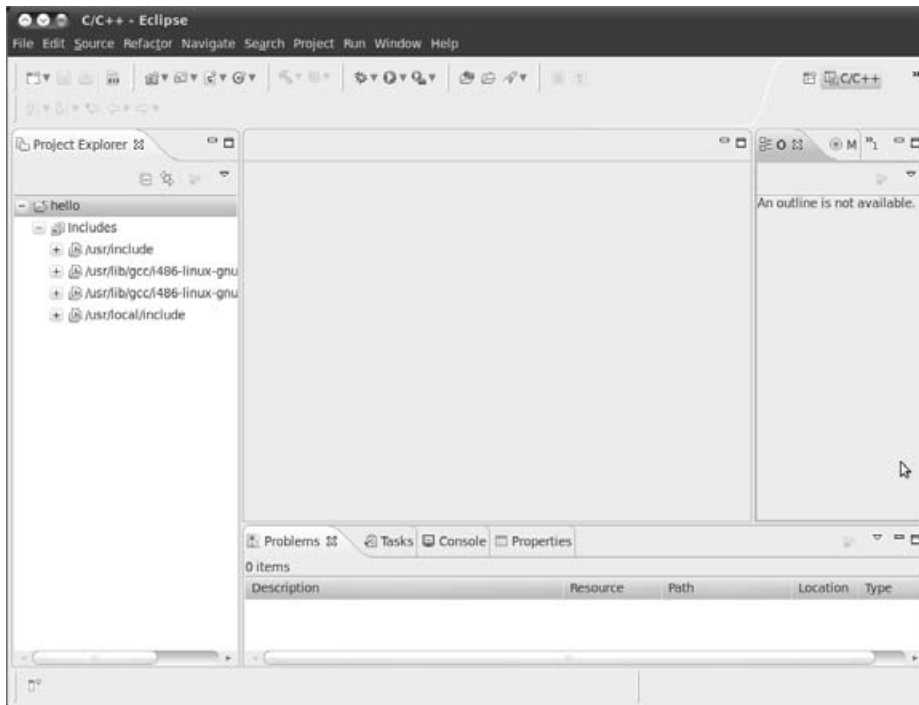 C/C++ - Eclipse
File Edit Source Refactor Navigate Search Project Run Window Help
C/C++
Project Explorer
O
M
1
hello
Includes
/usr/include
/usr/lib/gcc/i486-linux-gnu
/usr/lib/gcc/i486-linux-gnu
/usr/local/include
An outline is not available.
Problems Tasks Console Properties
0 items
Description Resource Path Location Type